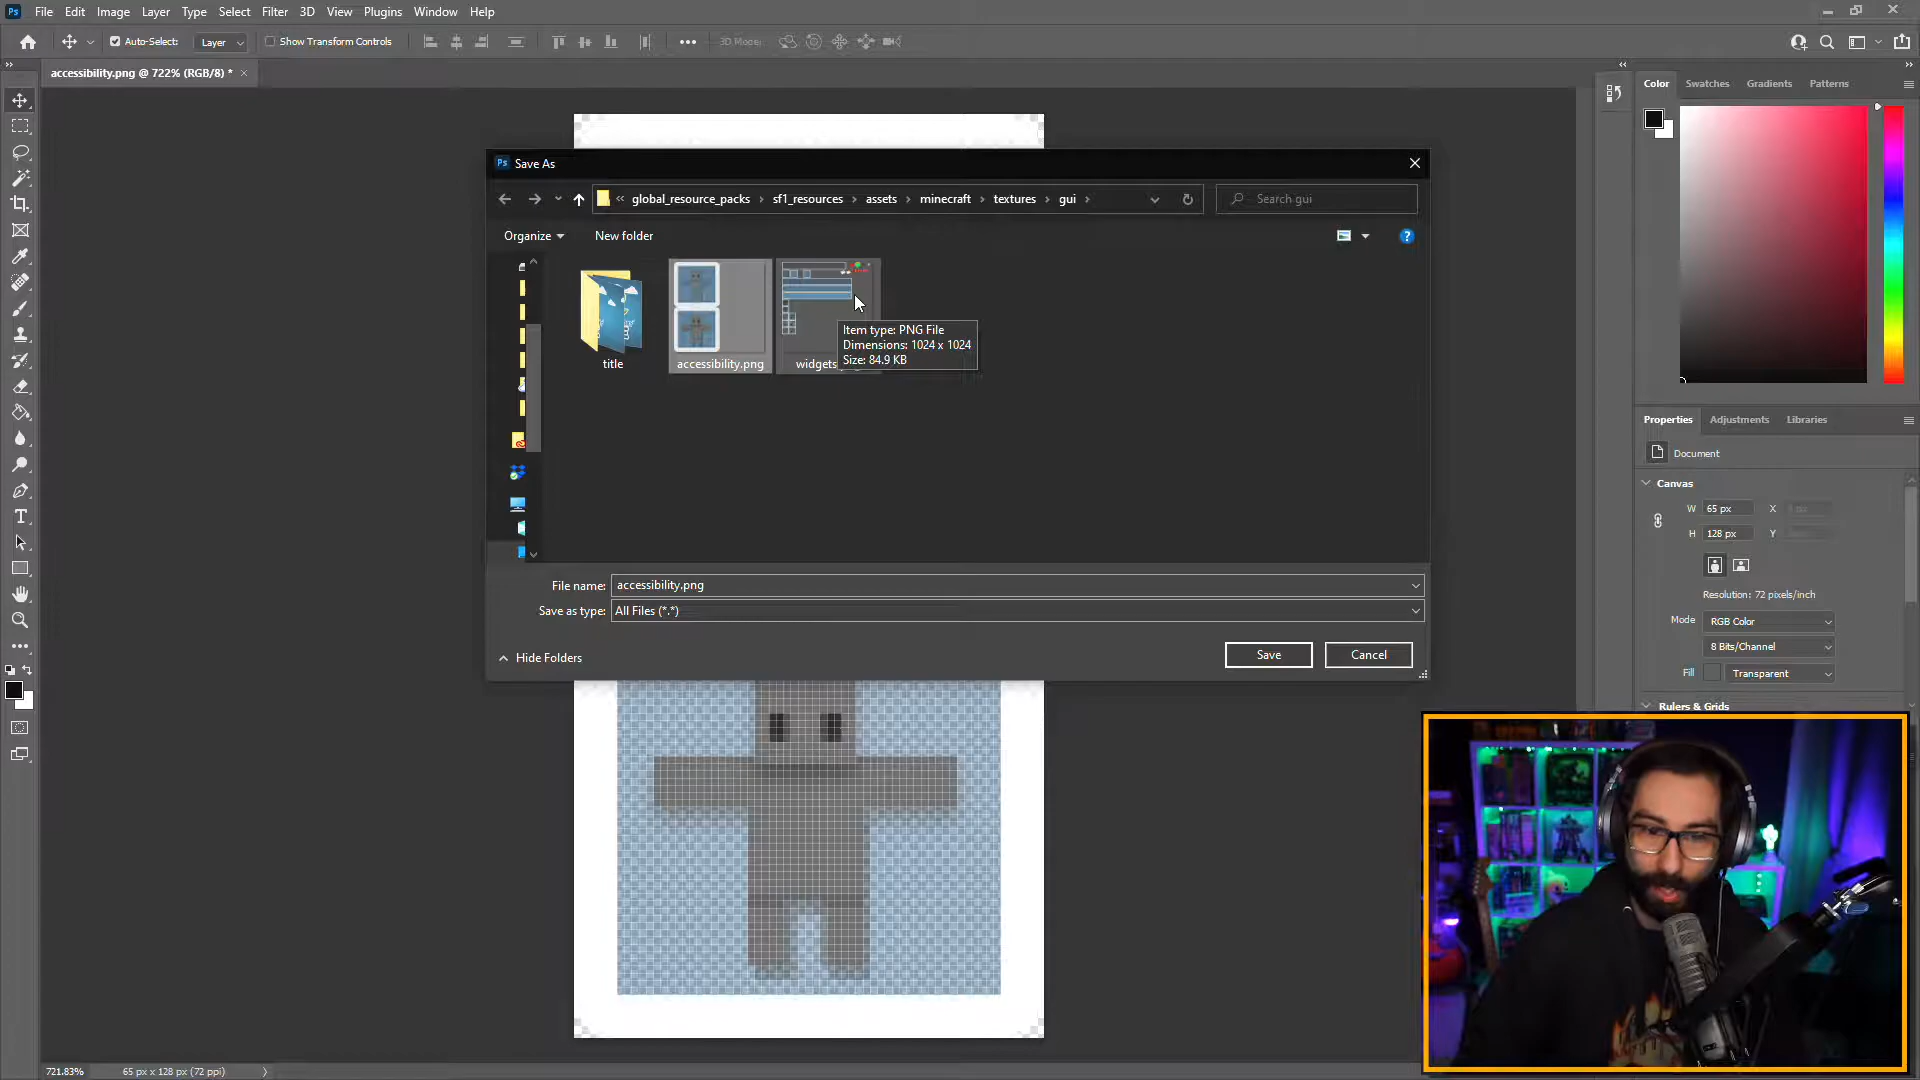 Ps File Edit Image Layer Type Select Filter 3D View Plugins Window Help
Auto-Select: Layer Show Transform Controls 3D Mode:
accessibility.png @ 722% (RGB/8) *
Color Swatches Gradients Patterns
Ps Save As
« global_resource_packs › sf1_resources › assets › minecraft › textures › gui ›
Search gui
Organize New folder
title
accessibility.png
widgets
Item type: PNG File
Dimensions: 1024 x 1024
Size: 84.9 KB
File name: accessibility.png
Save as type: All Files (*.*)
Hide Folders
Save Cancel
Properties Adjustments Libraries
Document
Canvas
W 65 px X
H 128 px Y
Resolution: 72 pixels/inch
Mode RGB Color
8 Bits/Channel
Fill Transparent
Rulers & Grids
721.83% 65 px x 128 px (72 ppi)